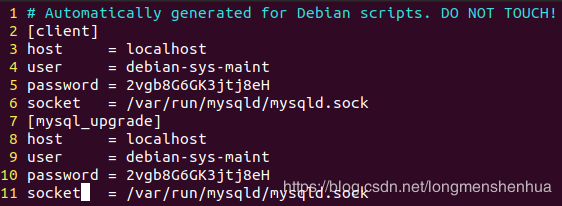 1 # Automatically generated for Debian scripts. DO NOT TOUCH!
2 [client]
3 host     = localhost
4 user     = debian-sys-maint
5 password = 2vgb8G6GK3jtj8eH
6 socket   = /var/run/mysqld/mysqld.sock
7 [mysql_upgrade]
8 host     = localhost
9 user     = debian-sys-maint
10 password = 2vgb8G6GK3jtj8eH
11 socket   = /var/run/mysqld/mysqld.sock
https://blog.csdn.net/longmenshenhua